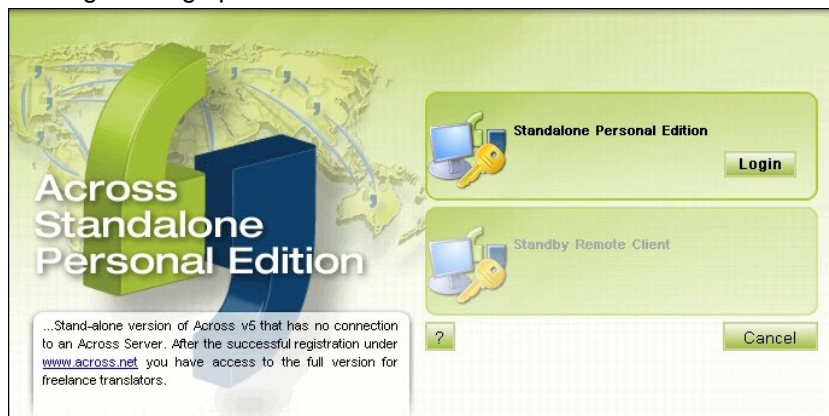 Across
Standalone
Personal Edition
...Stand-alone version of Across v5 that has no connection
to an Across Server. After the successful registration under
www.across.net you have access to the full version for
freelance translators.
Standalone Personal Edition
Login
Standby Remote Client
?
Cancel